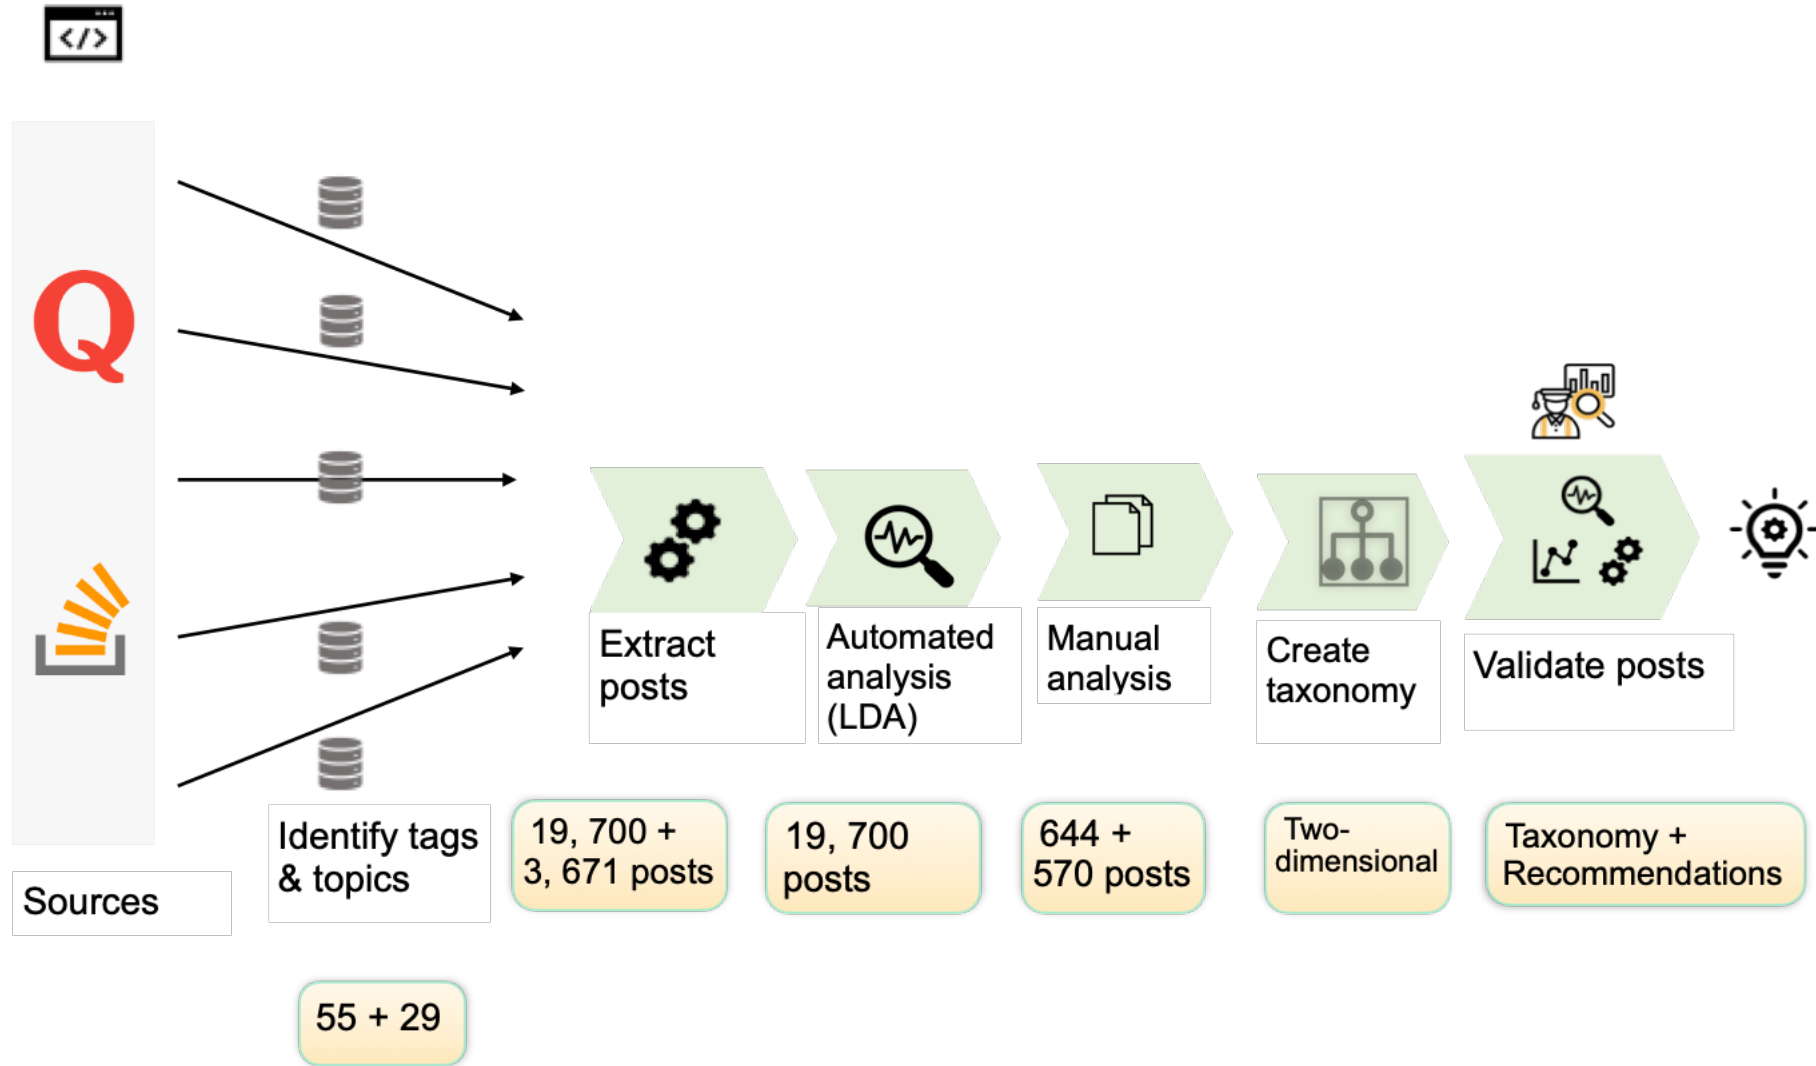 </>
Q
Sources
Identify tags
& topics
55 + 29
Extract
posts
19, 700 +
3, 671 posts
Automated
analysis
(LDA)
19, 700
posts
Manual
analysis
644 +
570 posts
Create
taxonomy
Two-
dimensional
Validate posts
Taxonomy +
Recommendations